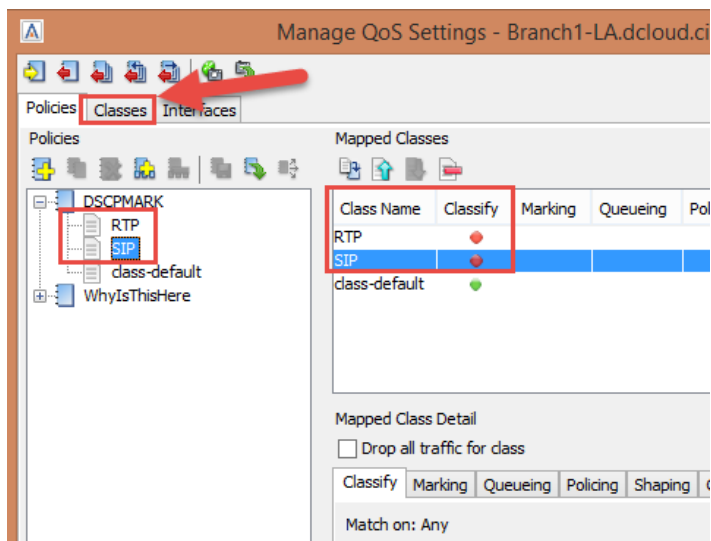 Manage QoS Settings - Branch1-LA.dcloud.ci
Policies Classes Interfaces
Policies
DSCPMARK
RTP
SIP
class-default
WhyIsThisHere
Mapped Classes
Class Name Classify Marking Queueing Pol
RTP
SIP
class-default
Mapped Class Detail
Drop all traffic for class
Classify Marking Queueing Policing Shaping
Match on: Any